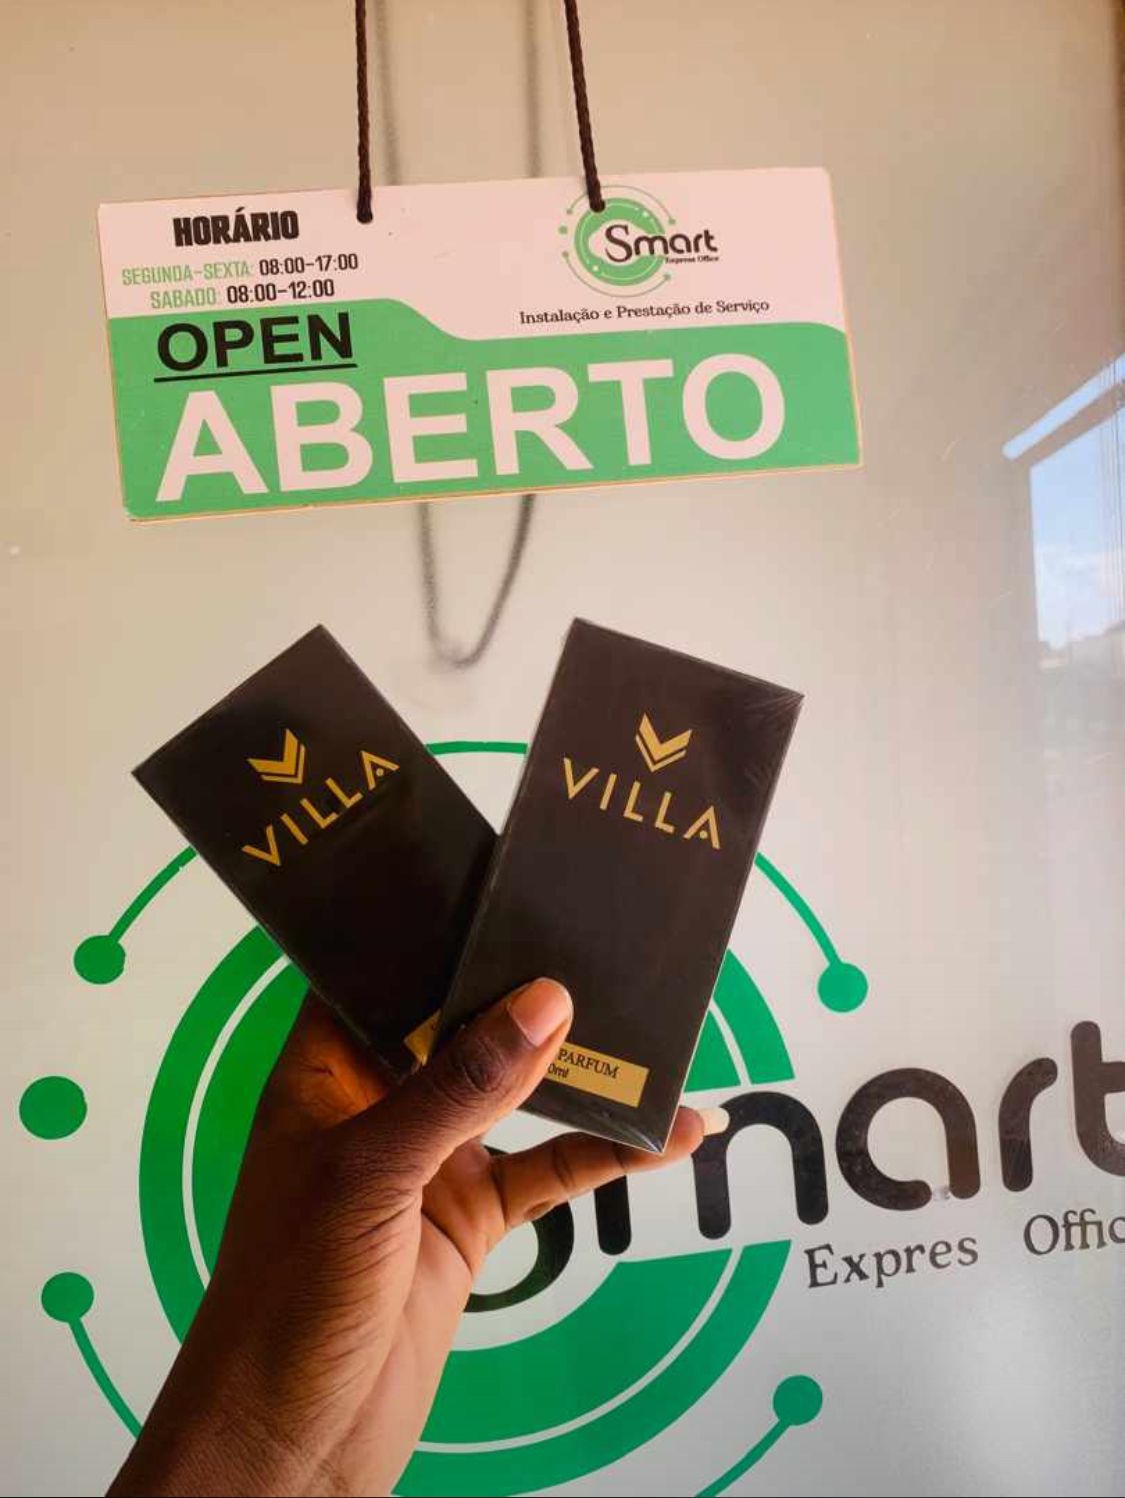 HORÁRIO
SEGUNDA-SEXTA: 08:00-17:00
SABADO: 08:00-12:00
Smart
Express Office
Instalação e Prestação de Serviço
OPEN
ABERTO
VILLA
VILLA
PARFUM
Smart
Expres Offic